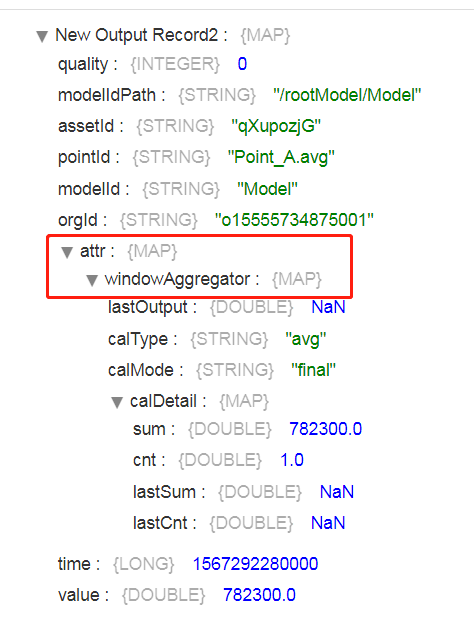 New Output Record2 : {MAP}
quality : {INTEGER} 0
modelIdPath : {STRING} "/rootModel/Model"
assetId : {STRING} "qXupozjG"
pointId : {STRING} "Point_A.avg"
modelId : {STRING} "Model"
orgId : {STRING} "o15555734875001"
attr : {MAP}
windowAggregator : {MAP}
lastOutput : {DOUBLE} NaN
calType : {STRING} "avg"
calMode : {STRING} "final"
calDetail : {MAP}
sum : {DOUBLE} 782300.0
cnt : {DOUBLE} 1.0
lastSum : {DOUBLE} NaN
lastCnt : {DOUBLE} NaN
time : {LONG} 1567292280000
value : {DOUBLE} 782300.0